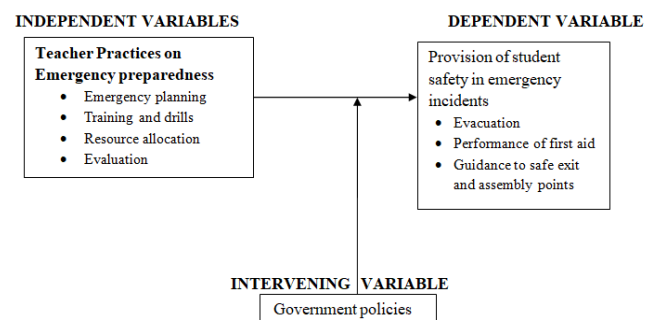 INDEPENDENT VARIABLES
Teacher Practices on
Emergency preparedness
• Emergency planning
• Training and drills
• Resource allocation
• Evaluation
DEPENDENT VARIABLE
Provision of student
safety in emergency
incidents
• Evacuation
• Performance of first aid
• Guidance to safe exit
and assembly points
INTERVENING VARIABLE
Government policies